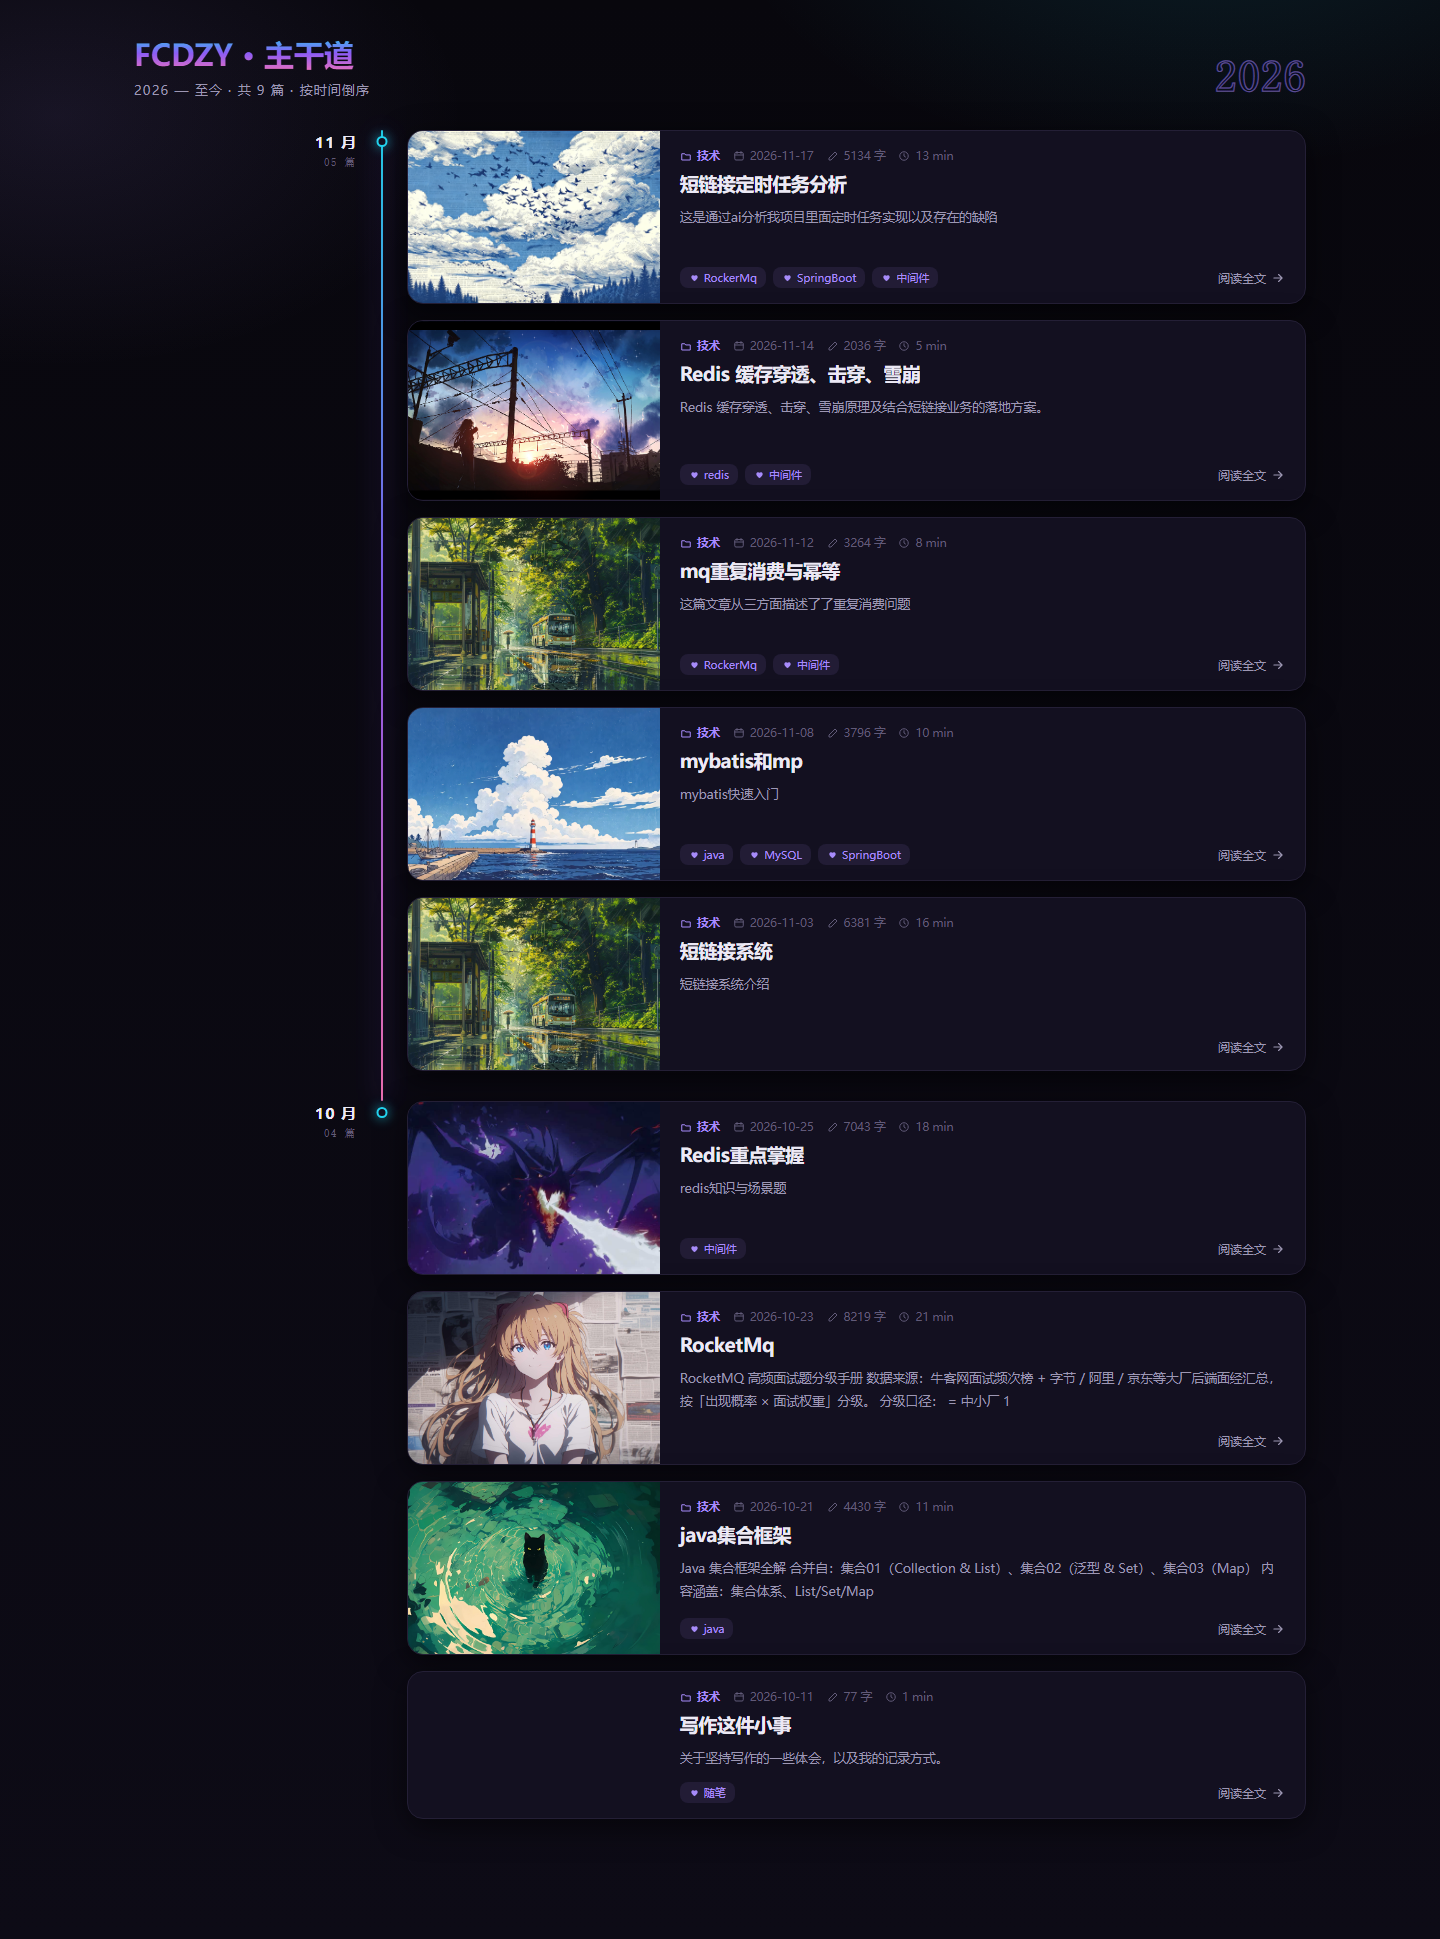 FCDZY · 主干道
2026 — 至今 · 共 9 篇 · 按时间倒序
2026
11 月
05 篇
技术 2026-11-17 5134 字 13 min
短链接定时任务分析
这是通过ai分析我项目里面定时任务实现以及存在的缺陷
RockerMq SpringBoot 中间件 阅读全文 →
技术 2026-11-14 2036 字 5 min
Redis 缓存穿透、击穿、雪崩
Redis 缓存穿透、击穿、雪崩原理及结合短链接业务的落地方案。
redis 中间件 阅读全文 →
技术 2026-11-12 3264 字 8 min
mq重复消费与幂等
这篇文章从三方面描述了了重复消费问题
RockerMq 中间件 阅读全文 →
技术 2026-11-08 3796 字 10 min
mybatis和mp
mybatis快速入门
java MySQL SpringBoot 阅读全文 →
技术 2026-11-03 6381 字 16 min
短链接系统
短链接系统介绍
阅读全文 →
10 月
04 篇
技术 2026-10-25 7043 字 18 min
Redis重点掌握
redis知识与场景题
中间件 阅读全文 →
技术 2026-10-23 8219 字 21 min
RocketMq
RocketMQ 高频面试题分级手册 数据来源：牛客网面试频次榜 + 字节 / 阿里 / 京东等大厂后端面经汇总，
按「出现概率 × 面试权重」分级。 分级口径： = 中小厂 1
阅读全文 →
技术 2026-10-21 4430 字 11 min
java集合框架
Java 集合框架全解 合并自：集合01（Collection & List）、集合02（泛型 & Set）、集合03（Map） 内
容涵盖：集合体系、List/Set/Map
java 阅读全文 →
技术 2026-10-11 77 字 1 min
写作这件小事
关于坚持写作的一些体会，以及我的记录方式。
随笔 阅读全文 →